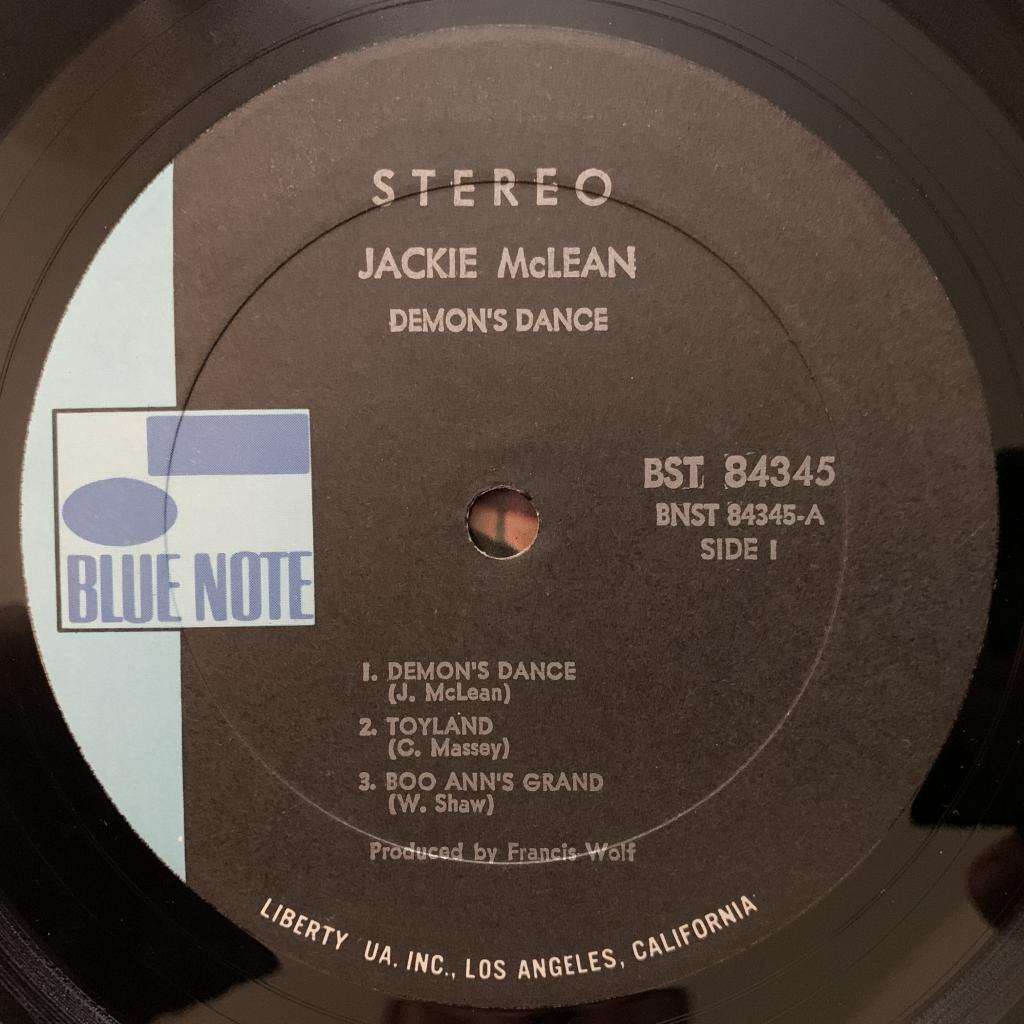 STEREO
JACKIE McLEAN
DEMON'S DANCE
BLUE NOTE
BST 84345
BNST 84345-A
SIDE 1
1. DEMON'S DANCE
(J. McLean)
2. TOYLAND
(C. Massey)
3. BOO ANN'S GRAND
(W. Shaw)
Produced by Francis Wolf
LIBERTY UA, INC., LOS ANGELES, CALIFORNIA